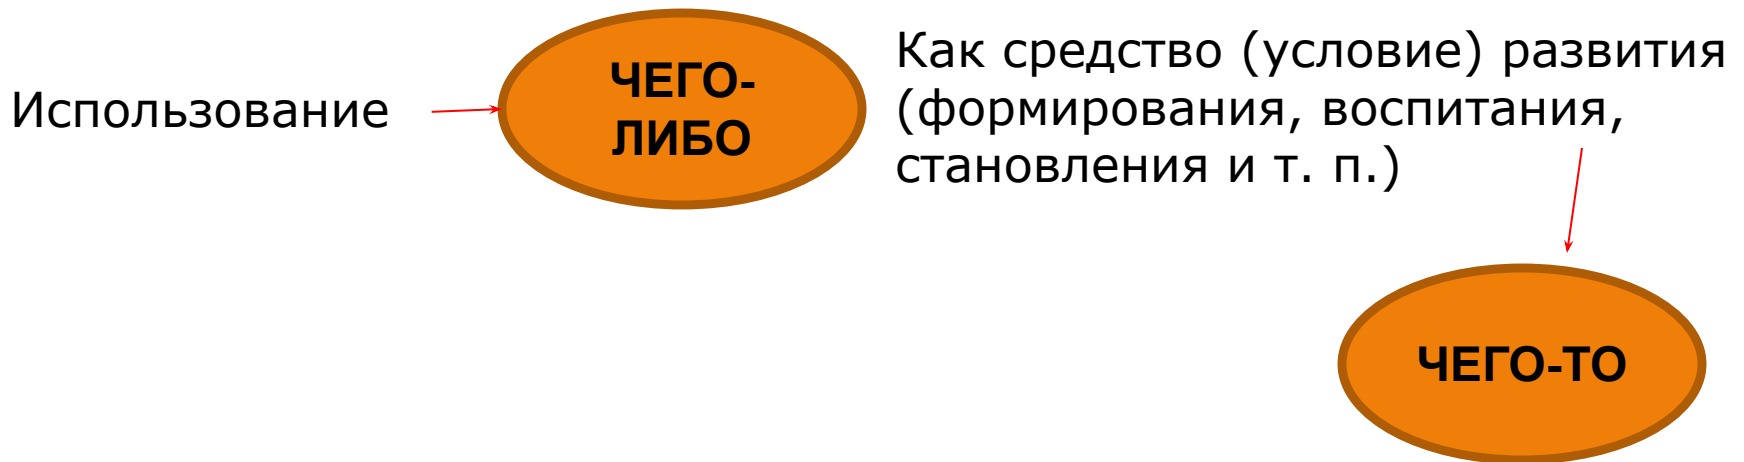 Использование
ЧЕГО-
ЛИБО
Как средство (условие) развития
(формирования, воспитания,
становления и т. п.)
ЧЕГО-ТО